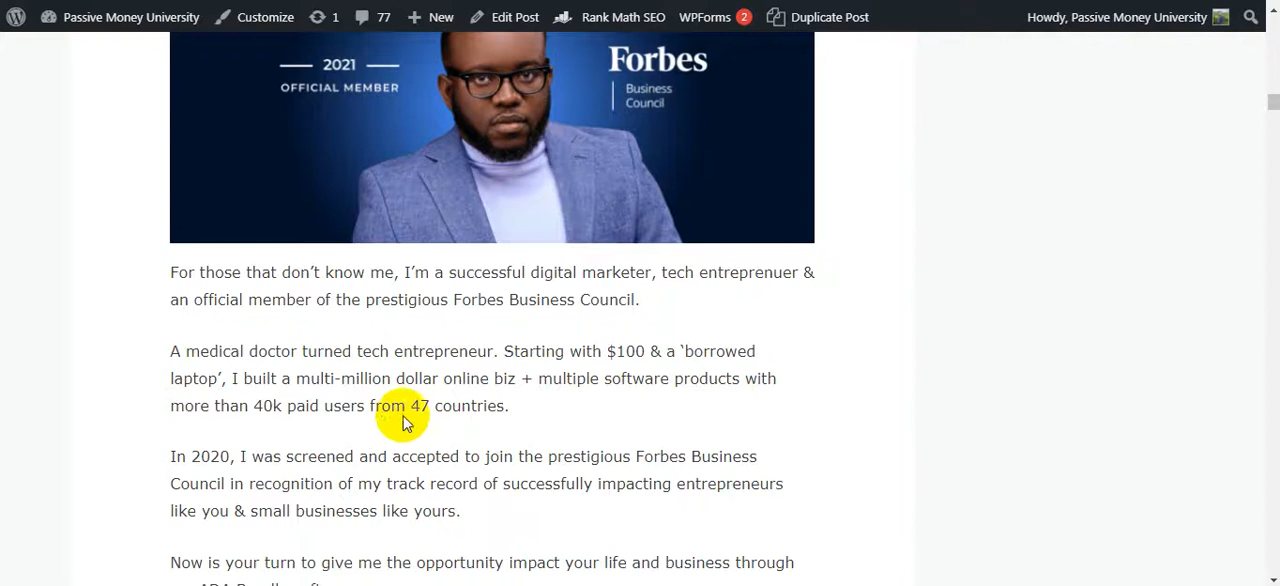 Passive Money University Customize 1 77 New Edit Post Rank Math SEO WPForms 2 Duplicate Post Howdy, Passive Money University
2021
OFFICIAL MEMBER
Forbes
Business
Council
For those that don’t know me, I’m a successful digital marketer, tech entreprenuer &
an official member of the prestigious Forbes Business Council.
A medical doctor turned tech entrepreneur. Starting with $100 & a ‘borrowed
laptop’, I built a multi-million dollar online biz + multiple software products with
more than 40k paid users from 47 countries.
In 2020, I was screened and accepted to join the prestigious Forbes Business
Council in recognition of my track record of successfully impacting entrepreneurs
like you & small businesses like yours.
Now is your turn to give me the opportunity impact your life and business through